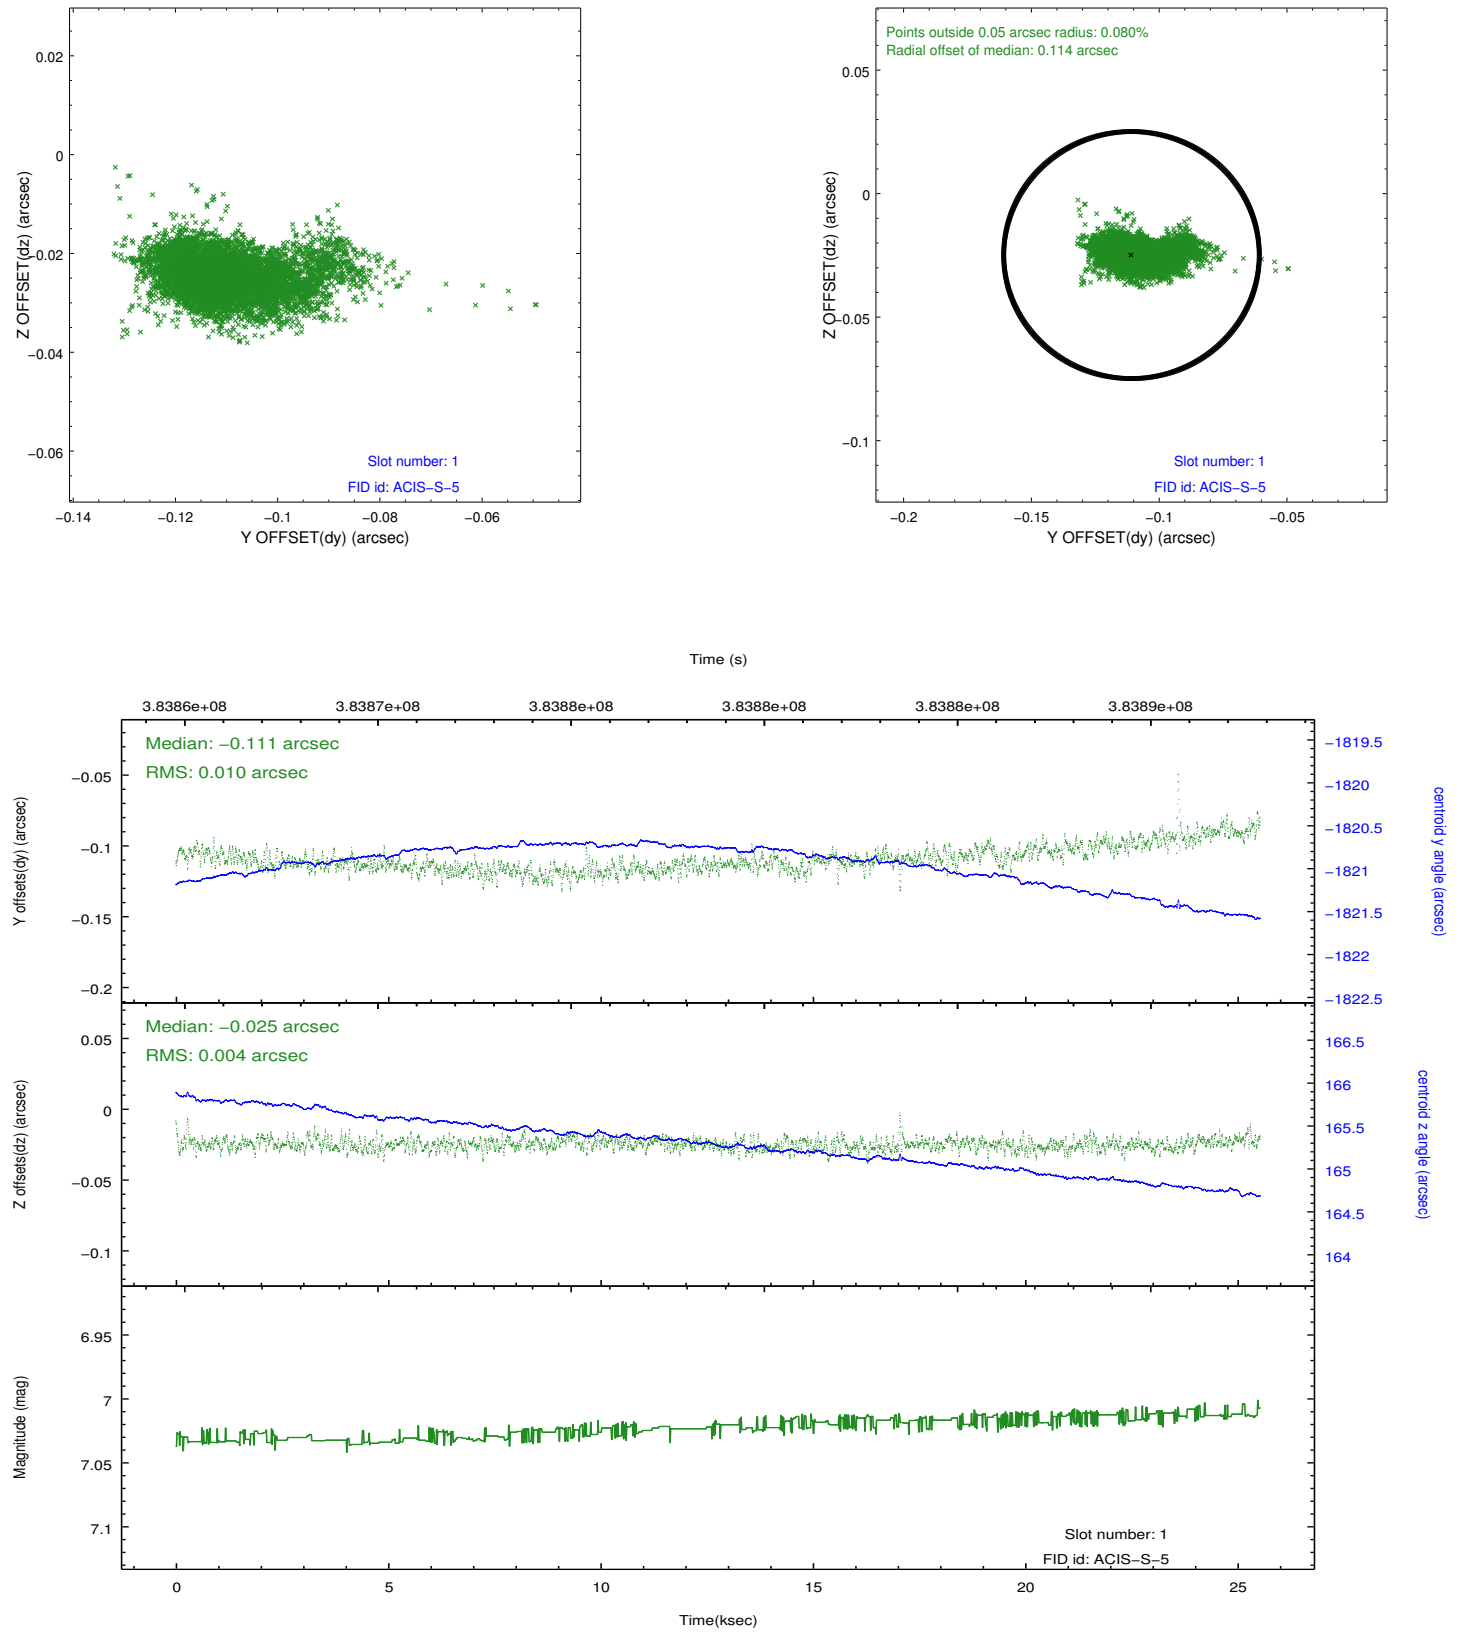 0.02
0
−0.02
−0.04
−0.06
Z OFFSET(dz) (arcsec)
Slot number: 1
FID id: ACIS−S−5
−0.14 −0.12 −0.1 −0.08 −0.06
Y OFFSET(dy) (arcsec)
Points outside 0.05 arcsec radius: 0.080%
Radial offset of median: 0.114 arcsec
0.05
0
−0.05
−0.1
Z OFFSET(dz) (arcsec)
Slot number: 1
FID id: ACIS−S−5
−0.2 −0.15 −0.1 −0.05
Y OFFSET(dy) (arcsec)
Time (s)
3.8386e+08 3.8387e+08 3.8388e+08 3.8388e+08 3.8388e+08 3.8389e+08
Median: −0.111 arcsec
RMS: 0.010 arcsec
−0.05
−0.1
−0.15
−0.2
Y offsets(dy) (arcsec)
−1819.5
−1820
−1820.5
−1821
−1821.5
−1822
−1822.5
centroid y angle (arcsec)
Median: −0.025 arcsec
RMS: 0.004 arcsec
0.05
0
−0.05
−0.1
Z offsets(dz) (arcsec)
166.5
166
165.5
165
164.5
164
centroid z angle (arcsec)
6.95
7
7.05
7.1
Magnitude (mag)
Slot number: 1
FID id: ACIS−S−5
0 5 10 15 20 25
Time(ksec)